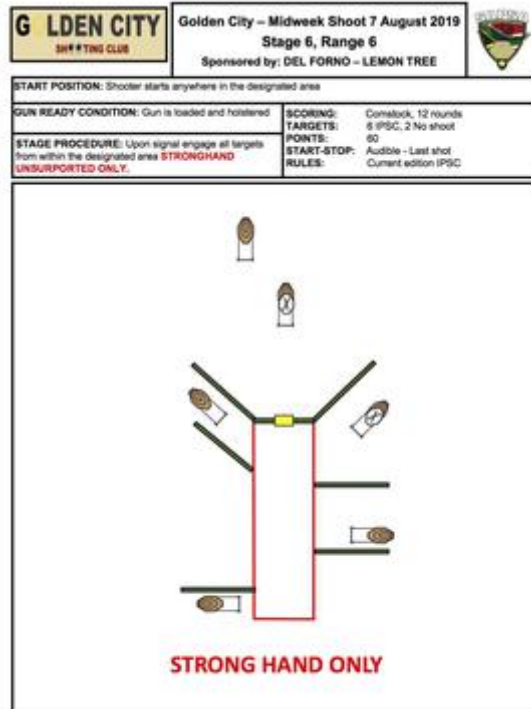 G LDEN CITY
SH**TING CLUB
Golden City – Midweek Shoot 7 August 2019
Stage 6, Range 6
Sponsored by: DEL FORNO – LEMON TREE
START POSITION: Shooter starts anywhere in the designated area
GUN READY CONDITION: Gun is loaded and holstered
STAGE PROCEDURE: Upon signal engage all targets
from within the designated area STRONGHAND
UNSURPORTED ONLY.
SCORING: Comstock, 12 rounds
TARGETS: 6 IPSC, 2 No shoot
POINTS: 60
START-STOP: Audible - Last shot
RULES: Current edition IPSC
STRONG HAND ONLY